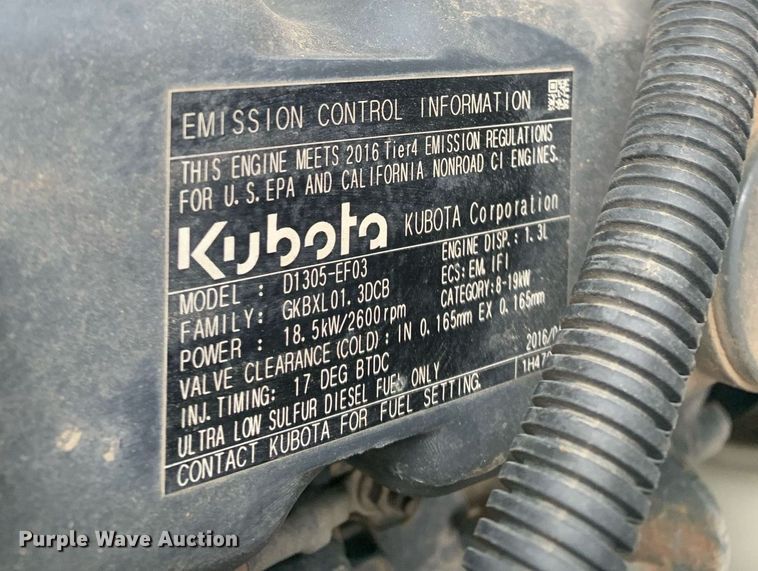 EMISSION CONTROL INFORMATION
THIS ENGINE MEETS 2016 Tier4 EMISSION REGULATIONS
FOR U.S. EPA AND CALIFORNIA NONROAD CI ENGINES.
Kubota KUBOTA Corporation
MODEL : D1305-EF03 ENGINE DISP.: 1.3L
FAMILY: GKBXL01.3DCB ECS: EM, IFI
POWER : 18.5kW/2600rpm CATEGORY: 8-19kW
VALVE CLEARANCE (COLD): IN 0.165mm EX 0.165mm
INJ. TIMING: 17 DEG BTDC 2016/0
ULTRA LOW SULFUR DIESEL FUEL ONLY 1H47
CONTACT KUBOTA FOR FUEL SETTING.
Purple Wave Auction